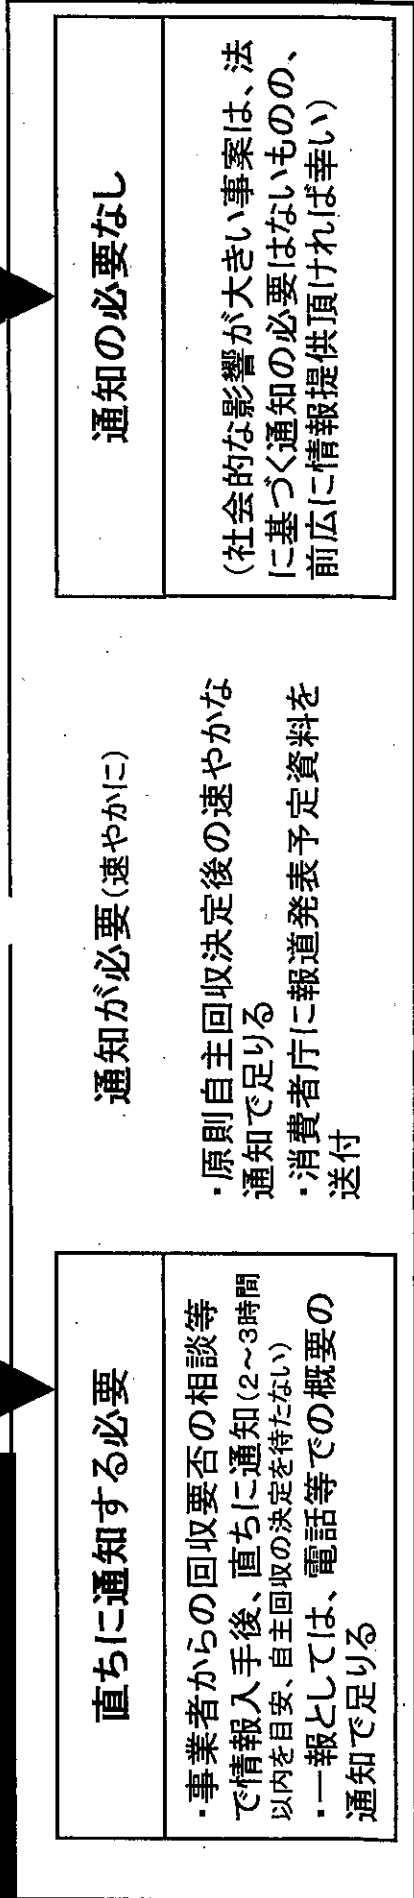 直ちに通知する必要
・事業者からの回収要否の相談等
で情報入手後、直ちに通知(2～3時間
以内を目安、自主回収の決定を待たない)
・一報としては、電話等での概要の
通知で足りる
通知が必要(速やかに)
・原則自主回収決定後の速やかな
通知で足りる
・消費者庁に報道発表予定資料を
送付
通知の必要なし
(社会的な影響が大きい事案は、法
に基づく通知の必要はないものの、
前広に情報提供頂ければ幸い)